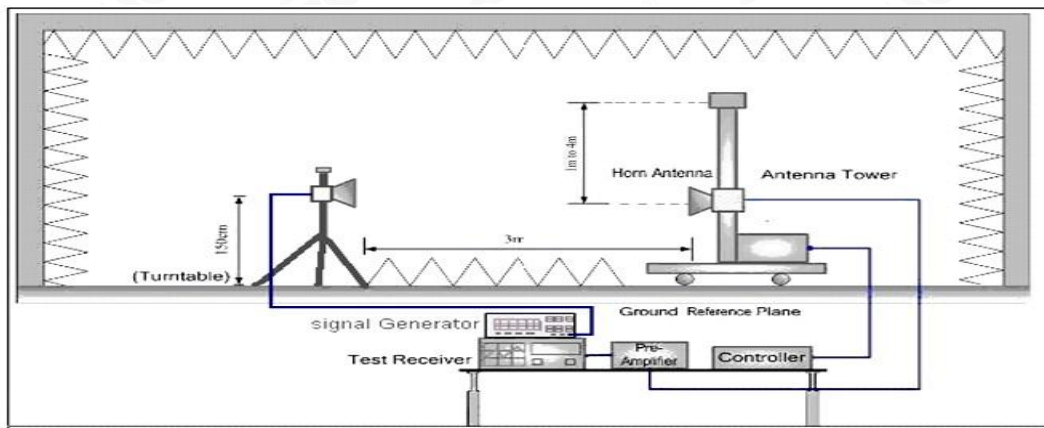 1m to 4m
Horn Antenna
Antenna Tower
150cm
3m
(Turntable)
Ground Reference Plane
signal Generator
Test Receiver
Pre-
Amplifier
Controller